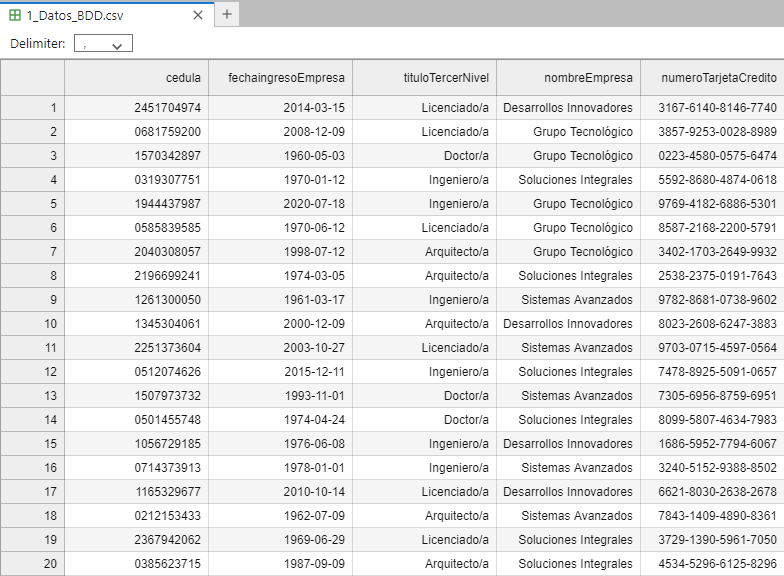 1_Datos_BDD.csv
Delimiter: ,
cedula fechaingresoEmpresa tituloTercerNivel nombreEmpresa numeroTarjetaCredito
1 2451704974 2014-03-15 Licenciado/a Desarrollos Innovadores 3167-6140-8146-7740
2 0681759200 2008-12-09 Licenciado/a Grupo Tecnológico 3857-9253-0028-8989
3 1570342897 1960-05-03 Doctor/a Grupo Tecnológico 0223-4580-0575-6474
4 0319307751 1970-01-12 Ingeniero/a Soluciones Integrales 5592-8680-4874-0618
5 1944437987 2020-07-18 Ingeniero/a Grupo Tecnológico 9769-4182-6886-5301
6 0585839585 1970-06-12 Licenciado/a Grupo Tecnológico 8587-2168-2200-5791
7 2040308057 1998-07-12 Arquitecto/a Grupo Tecnológico 3402-1703-2649-9932
8 2196699241 1974-03-05 Arquitecto/a Soluciones Integrales 2538-2375-0191-7643
9 1261300050 1961-03-17 Ingeniero/a Sistemas Avanzados 9782-8681-0738-9602
10 1345304061 2000-12-09 Arquitecto/a Desarrollos Innovadores 8023-2608-6247-3883
11 2251373604 2003-10-27 Licenciado/a Sistemas Avanzados 9703-0715-4597-0564
12 0512074626 2015-12-11 Ingeniero/a Soluciones Integrales 7478-8925-5091-0657
13 1507973732 1993-11-01 Doctor/a Sistemas Avanzados 7305-6956-8759-6951
14 0501455748 1974-04-24 Doctor/a Soluciones Integrales 8099-5807-4634-7983
15 1056729185 1976-06-08 Ingeniero/a Desarrollos Innovadores 1686-5952-7794-6067
16 0714373913 1978-01-01 Ingeniero/a Sistemas Avanzados 3240-5152-9388-8502
17 1165329677 2010-10-14 Licenciado/a Desarrollos Innovadores 6621-8030-2638-2678
18 0212153433 1962-07-09 Arquitecto/a Sistemas Avanzados 7843-1409-4890-8361
19 2367942062 1969-06-29 Licenciado/a Soluciones Integrales 3729-1390-5961-7050
20 0385623715 1987-09-09 Arquitecto/a Soluciones Integrales 4534-5296-6125-8296